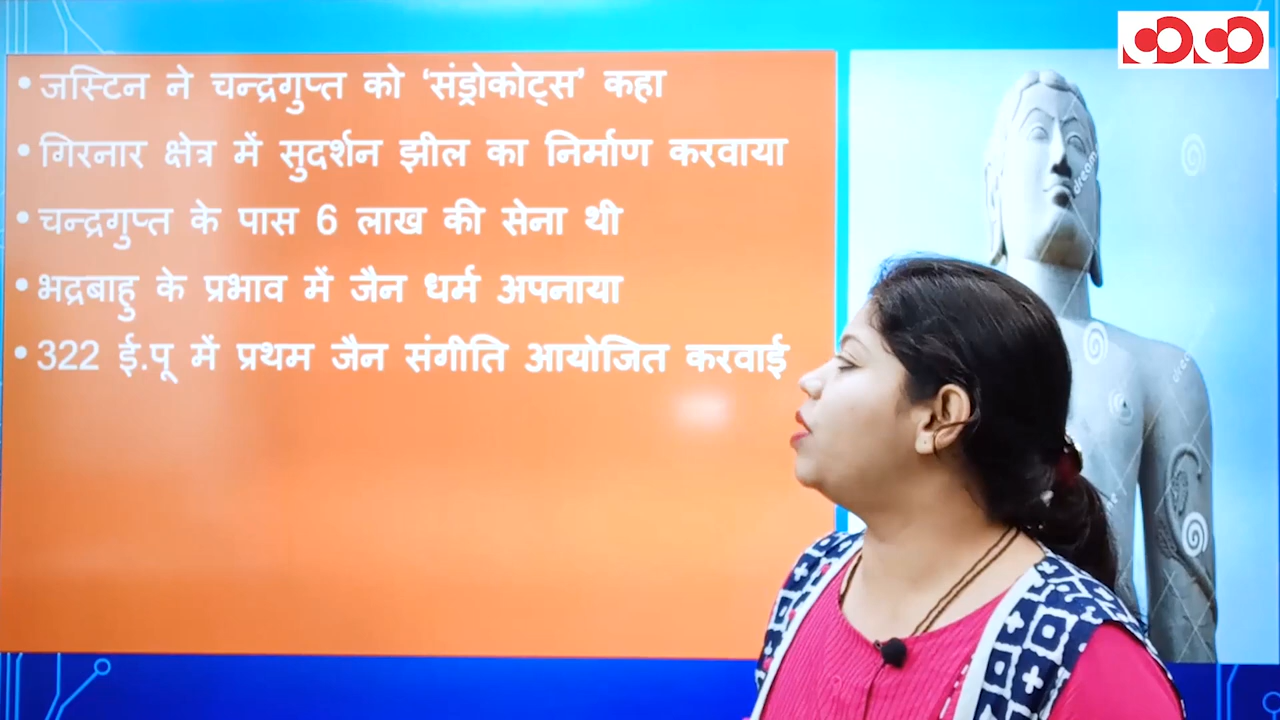 • जस्टिन ने चन्द्रगुप्त को ‘संड्रोकोट्स’ कहा
• गिरनार क्षेत्र में सुदर्शन झील का निर्माण करवाया
• चन्द्रगुप्त के पास 6 लाख की सेना थी
• भद्रबाहु के प्रभाव में जैन धर्म अपनाया
• 322 ई.पू में प्रथम जैन संगीति आयोजित करवाई